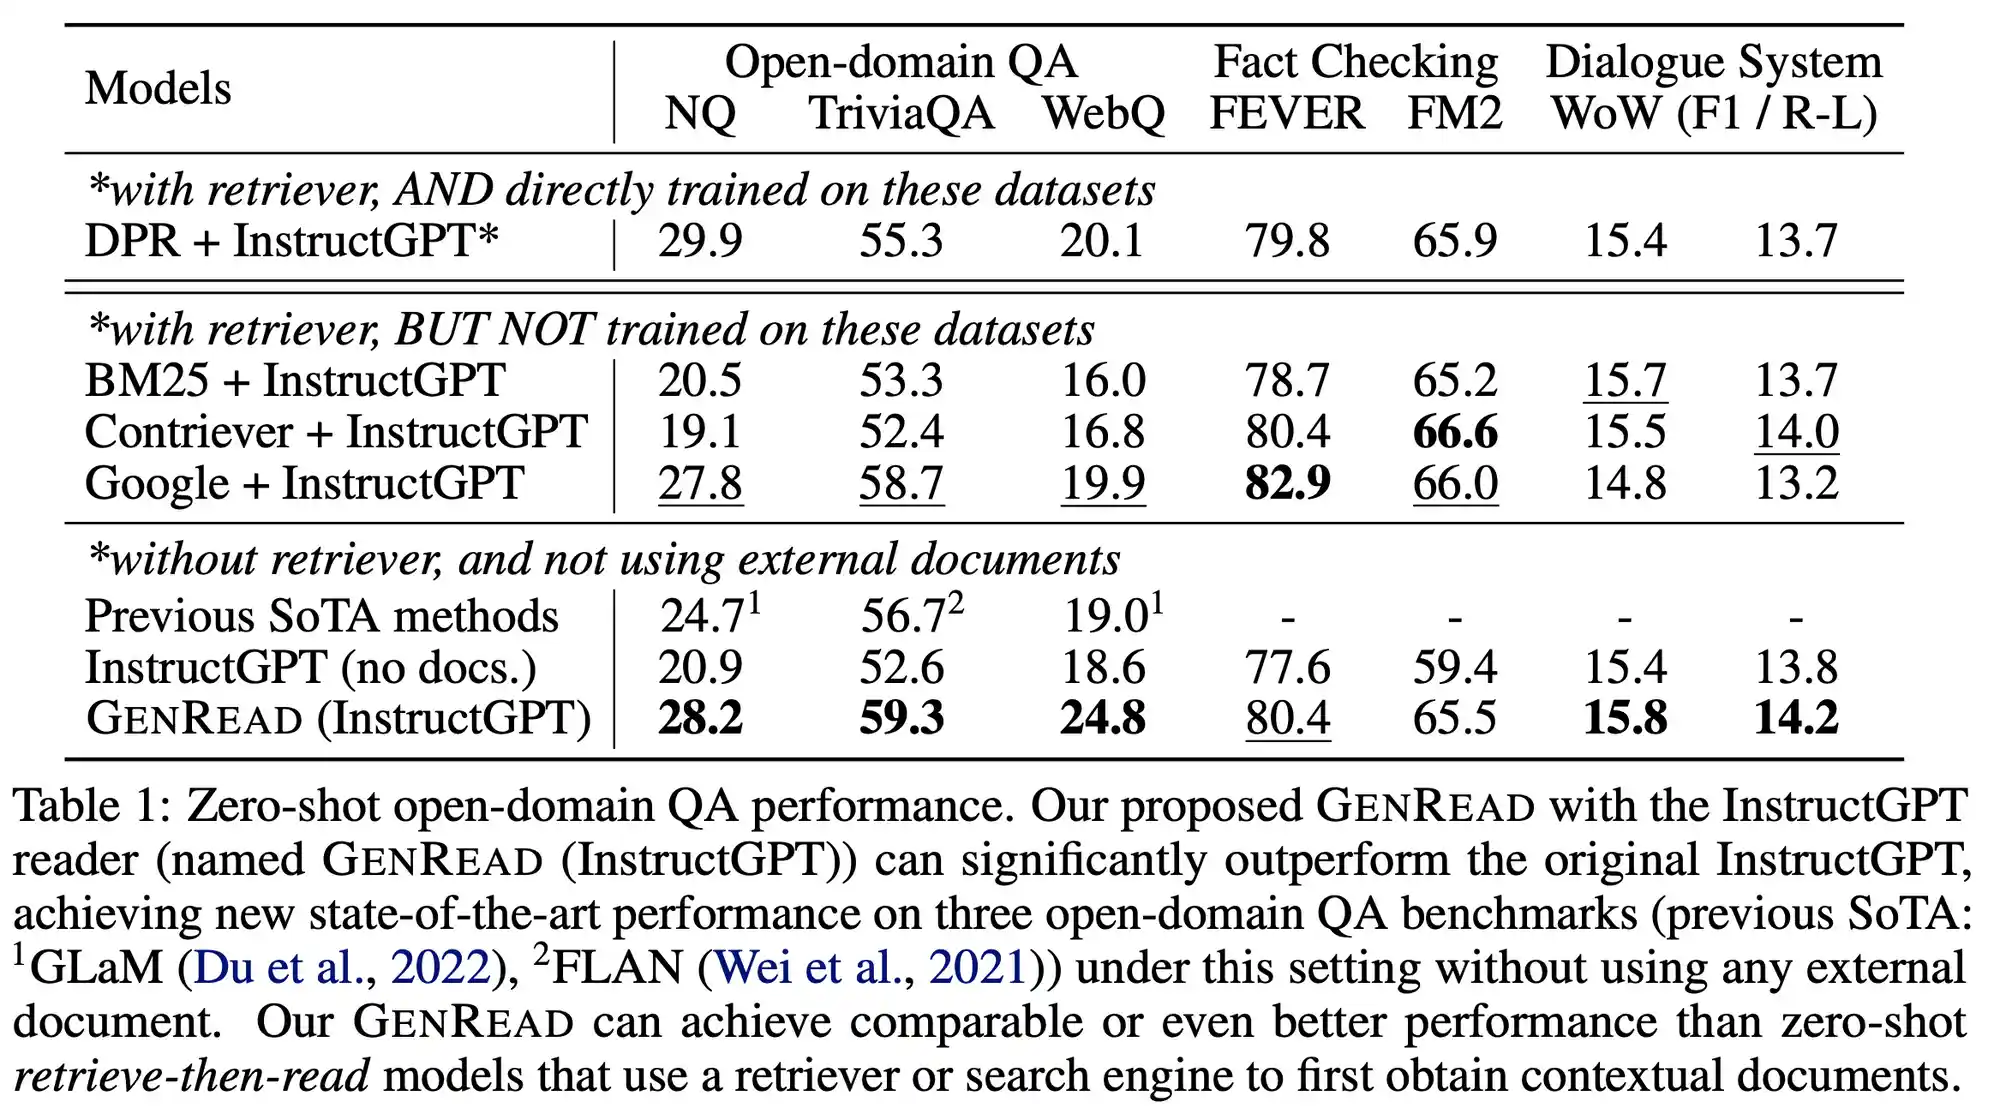 Models Open-domain QA Fact Checking Dialogue System
NQ TriviaQA WebQ FEVER FM2 WoW (F1 / R-L)
*with retriever, AND directly trained on these datasets
DPR + InstructGPT* 29.9 55.3 20.1 79.8 65.9 15.4 13.7
*with retriever, BUT NOT trained on these datasets
BM25 + InstructGPT 20.5 53.3 16.0 78.7 65.2 15.7 13.7
Contriever + InstructGPT 19.1 52.4 16.8 80.4 66.6 15.5 14.0
Google + InstructGPT 27.8 58.7 19.9 82.9 66.0 14.8 13.2
*without retriever, and not using external documents
Previous SoTA methods 24.7¹ 56.7² 19.0¹ - - - -
InstructGPT (no docs.) 20.9 52.6 18.6 77.6 59.4 15.4 13.8
GENREAD (InstructGPT) 28.2 59.3 24.8 80.4 65.5 15.8 14.2
Table 1: Zero-shot open-domain QA performance. Our proposed GENREAD with the InstructGPT
reader (named GENREAD (InstructGPT)) can significantly outperform the original InstructGPT,
achieving new state-of-the-art performance on three open-domain QA benchmarks (previous SoTA:
¹GLaM (Du et al., 2022), ²FLAN (Wei et al., 2021)) under this setting without using any external
document. Our GENREAD can achieve comparable or even better performance than zero-shot
retrieve-then-read models that use a retriever or search engine to first obtain contextual documents.